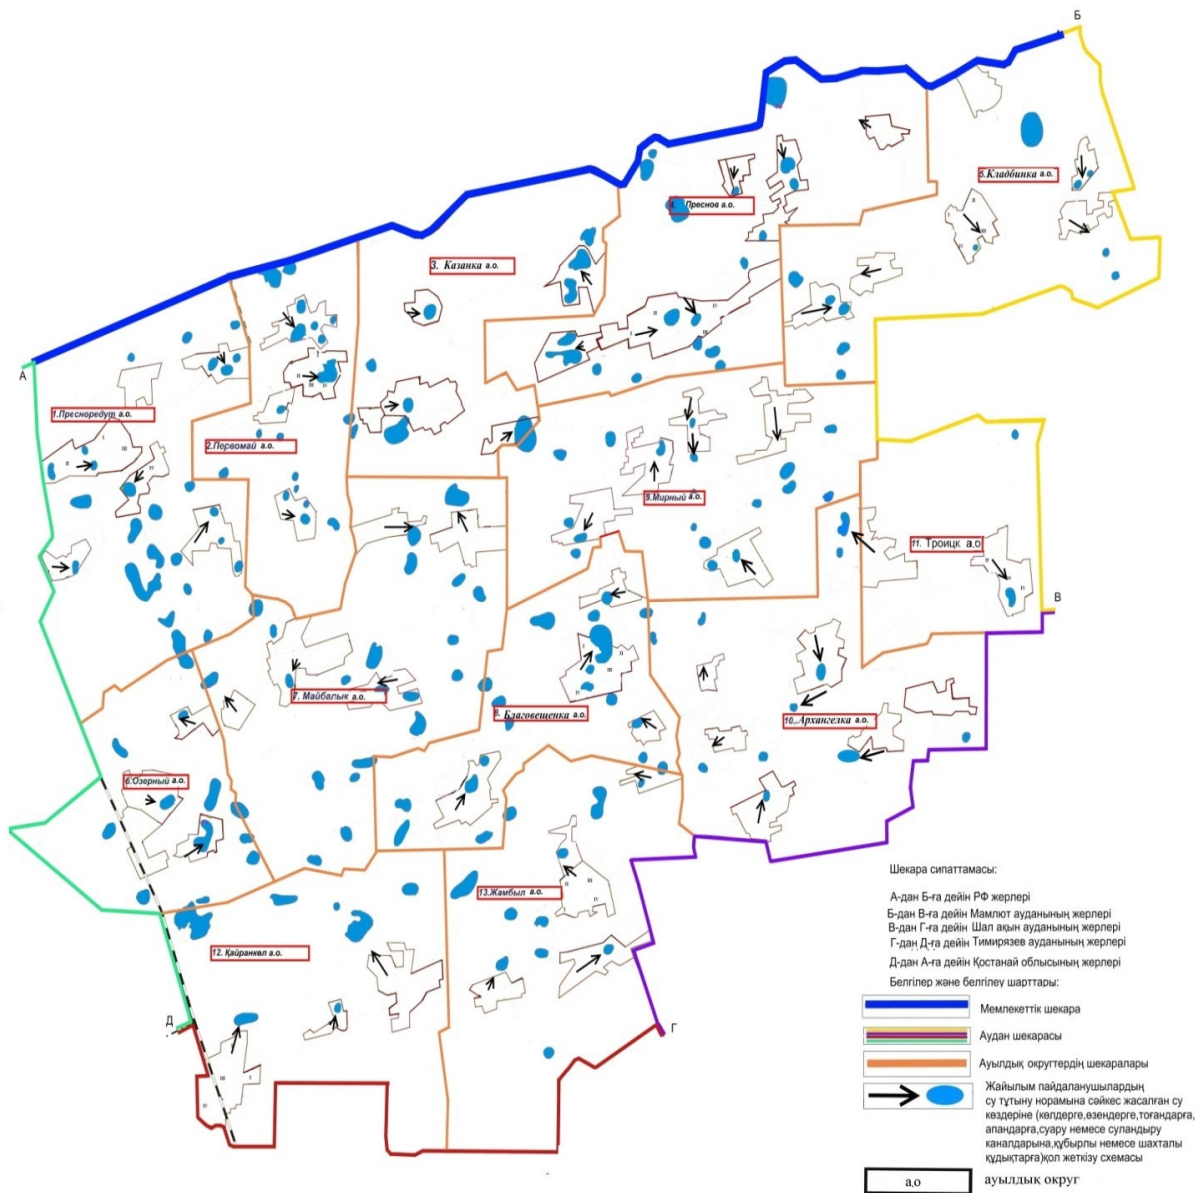 Б
5.Кладбинка а.о.
4. Преснов а.о.
3. Казанка а.о.
А
1.Пресноредут а.о.
2.Первомай а.о.
9.Мирный а.о.
11. Троицк а.о
В
7. Майбалык а.о.
8. Благовещенка а.о.
10..Архангелка а.о.
6.Озерный а.о.
13.Жамбыл а.о.
12. Қайранкөл а.о.
Д
Г
Шекара сипаттамасы:
А-дан Б-ға дейін РФ жерлері
Б-дан В-ға дейін Мамлют ауданының жерлері
В-дан Г-ға дейін Шал ақын ауданының жерлері
Г-дан Д-ға дейін Тимирязев ауданының жерлері
Д-дан А-ға дейін Қостанай облысының жерлері
Белгілер және белгілеу шарттары:
Мемлекеттік шекара
Аудан шекарасы
Ауылдық округтердің шекаралары
Жайылым пайдаланушылардың
су тұтыну нормамына сәйкес жасалған су
көздеріне (көлдерге,өзендерге,тоғандарға,
апандарға,суару немесе суландыру
каналдарына,құбырлы немесе шахталы
құдықтарға)қол жеткізу схемасы
а.о
ауылдық округ